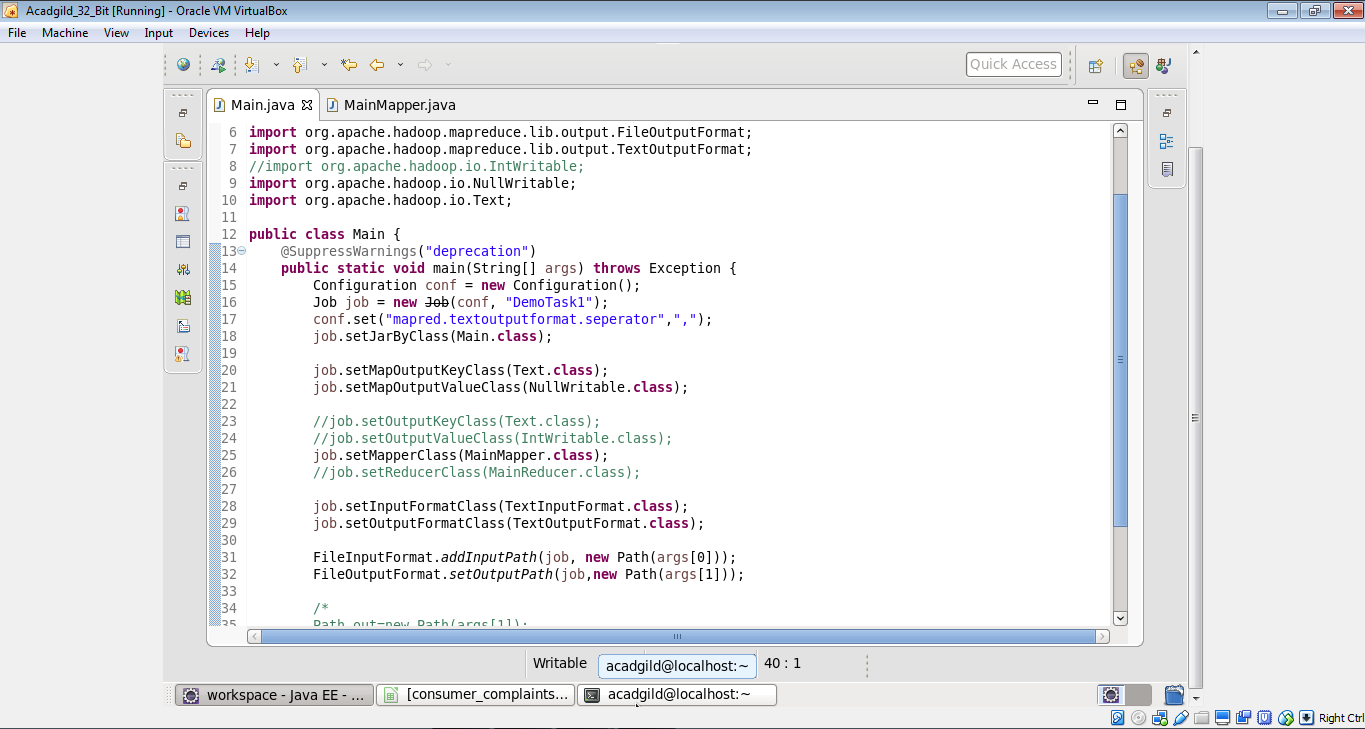 Acadgild_32_Bit [Running] - Oracle VM VirtualBox
File Machine View Input Devices Help
Quick Access
Main.java MainMapper.java
6 import org.apache.hadoop.mapreduce.lib.output.FileOutputFormat;
7 import org.apache.hadoop.mapreduce.lib.output.TextOutputFormat;
8 //import org.apache.hadoop.io.IntWritable;
9 import org.apache.hadoop.io.NullWritable;
10 import org.apache.hadoop.io.Text;
11
12 public class Main {
13 @SuppressWarnings("deprecation")
14 public static void main(String[] args) throws Exception {
15 Configuration conf = new Configuration();
16 Job job = new Job(conf, "DemoTask1");
17 conf.set("mapred.textoutputformat.seperator",",");
18 job.setJarByClass(Main.class);
19
20 job.setMapOutputKeyClass(Text.class);
21 job.setMapOutputValueClass(NullWritable.class);
22
23 //job.setOutputKeyClass(Text.class);
24 //job.setOutputValueClass(IntWritable.class);
25 job.setMapperClass(MainMapper.class);
26 //job.setReducerClass(MainReducer.class);
27
28 job.setInputFormatClass(TextInputFormat.class);
29 job.setOutputFormatClass(TextOutputFormat.class);
30
31 FileInputFormat.addInputPath(job, new Path(args[0]));
32 FileOutputFormat.setOutputPath(job,new Path(args[1]));
33
34 /*
35 Path out=new Path(args[1]);
Writable acadgild@localhost:~ 40 : 1
workspace - Java EE - ... [consumer_complaints... acadgild@localhost:~
Right Ctrl